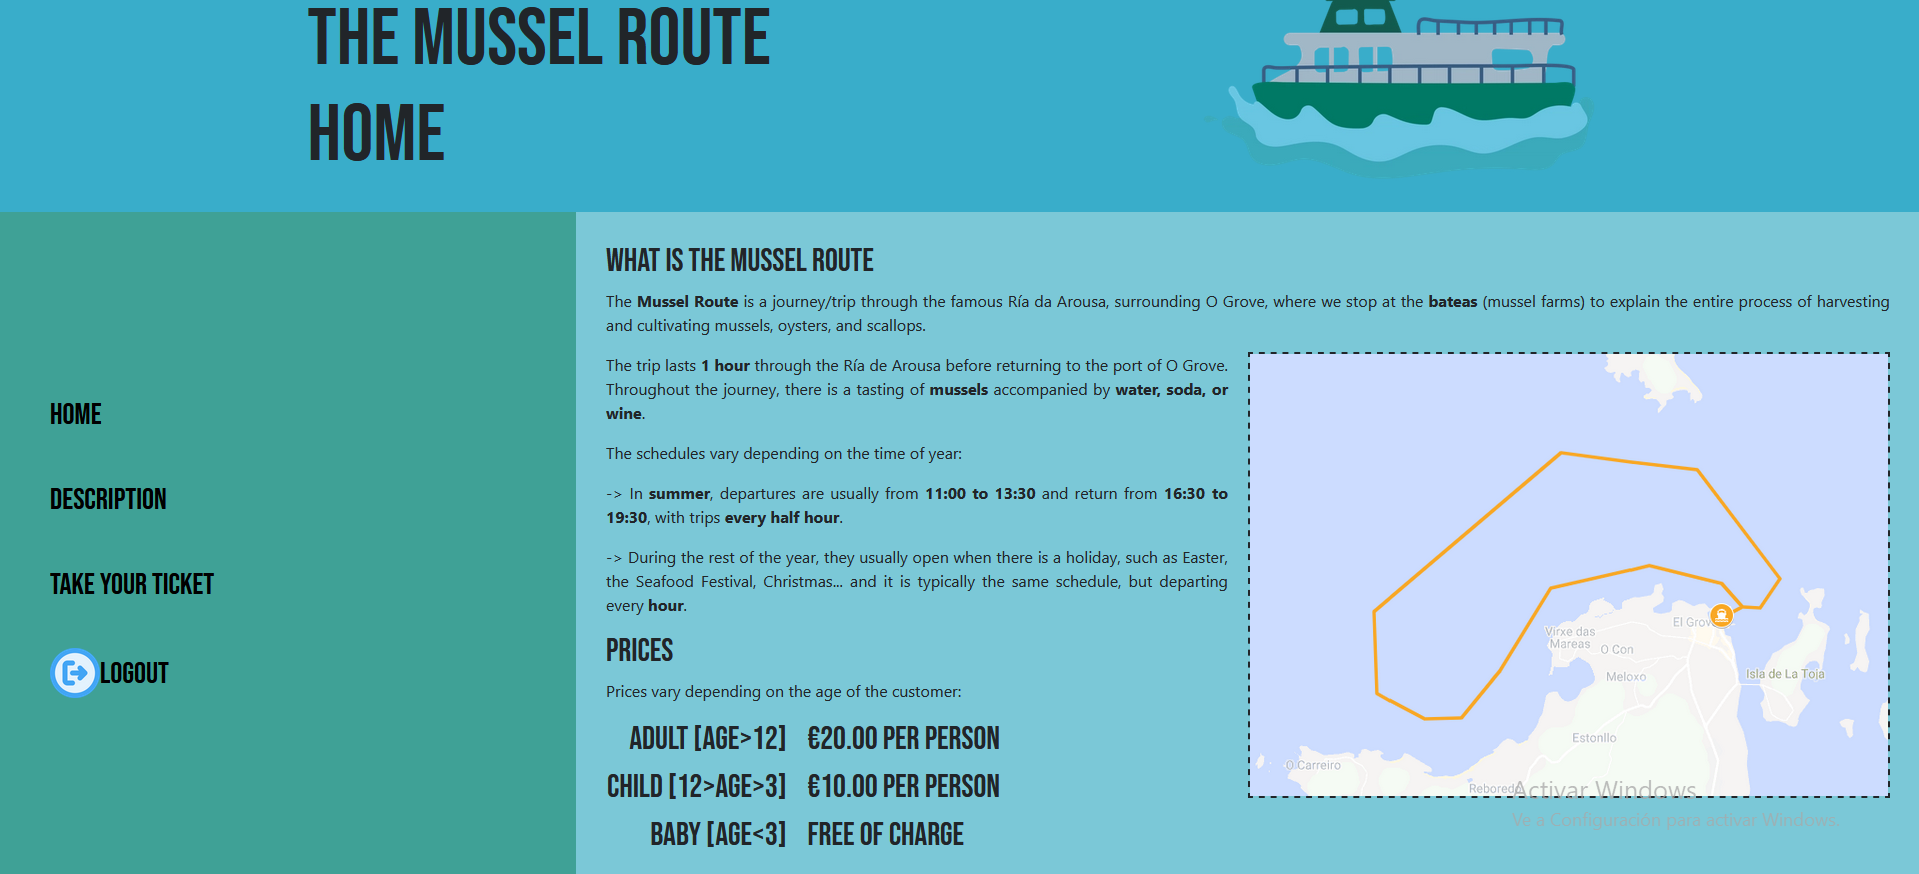 THE MUSSEL ROUTE
HOME
HOME
DESCRIPTION
TAKE YOUR TICKET
LOGOUT
WHAT IS THE MUSSEL ROUTE
The Mussel Route is a journey/trip through the famous Ría da Arousa, surrounding O Grove, where we stop at the bateas (mussel farms) to explain the entire process of harvesting
and cultivating mussels, oysters, and scallops.
The trip lasts 1 hour through the Ría de Arousa before returning to the port of O Grove.
Throughout the journey, there is a tasting of mussels accompanied by water, soda, or
wine.
The schedules vary depending on the time of year:
-> In summer, departures are usually from 11:00 to 13:30 and return from 16:30 to
19:30, with trips every half hour.
-> During the rest of the year, they usually open when there is a holiday, such as Easter,
the Seafood Festival, Christmas... and it is typically the same schedule, but departing
every hour.
PRICES
Prices vary depending on the age of the customer:
ADULT [AGE>12] €20.00 PER PERSON
CHILD [12>AGE>3] €10.00 PER PERSON
BABY [AGE<3] FREE OF CHARGE
El Grov
Virxe das
Mareas
O Con
Meloxo
Isla de La Toja
Estonllo
O Carreiro
Reboredo
Activar Windows
Ve a Configuración para activar Windows.